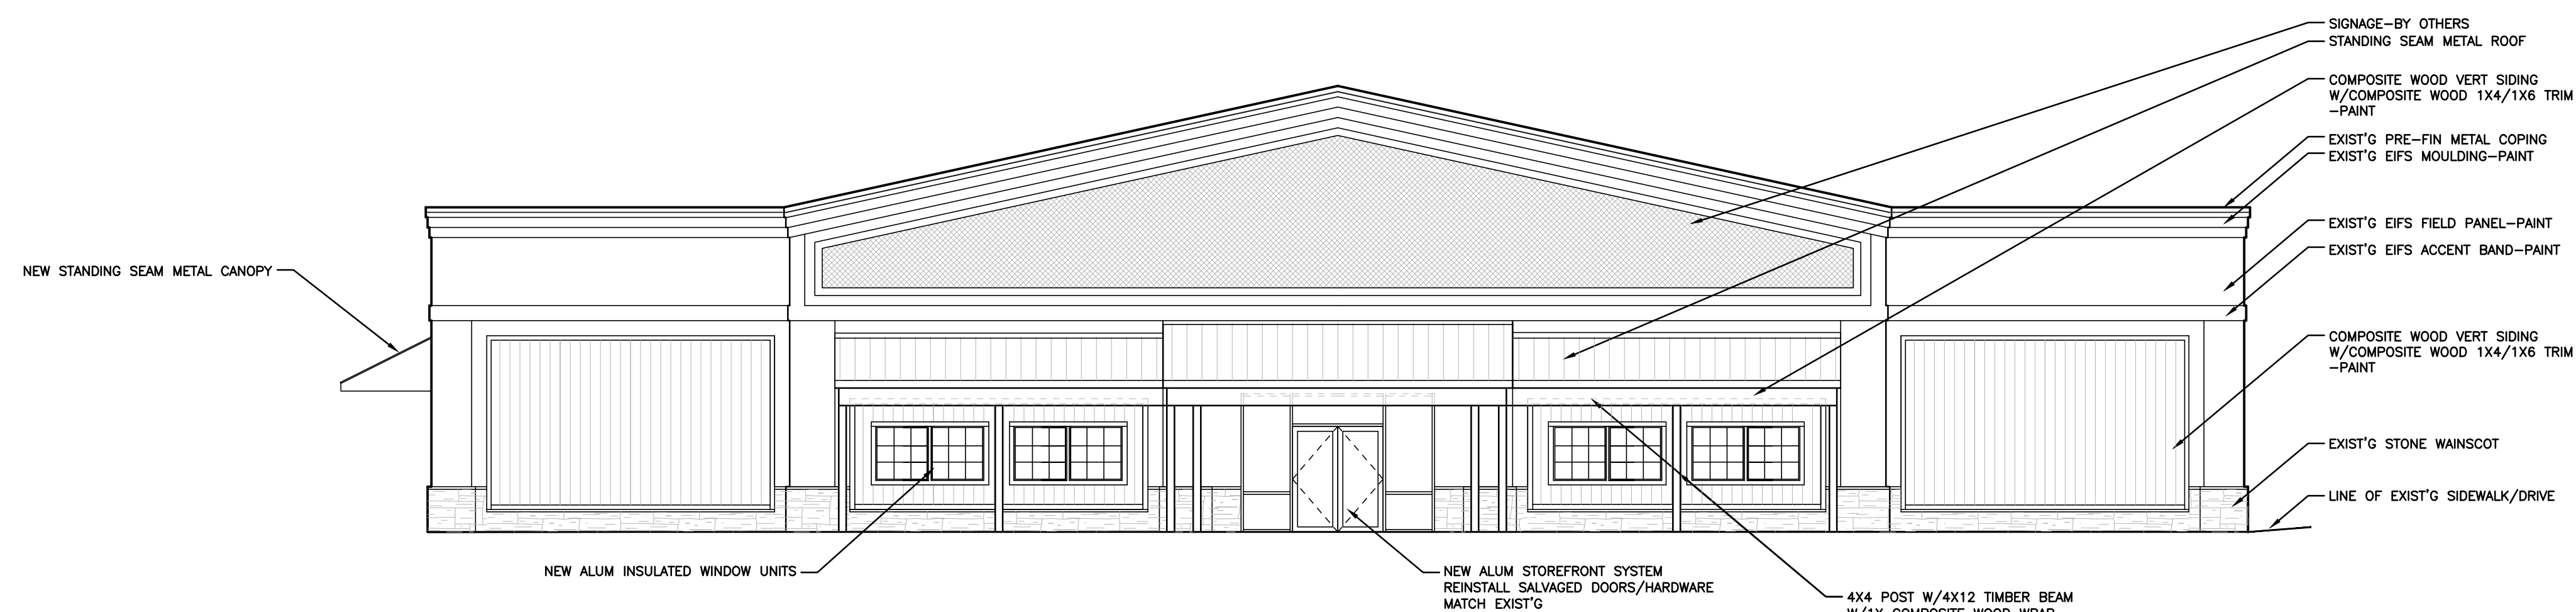 SIGNAGE-BY OTHERS
STANDING SEAM METAL ROOF
COMPOSITE WOOD VERT SIDING
W/COMPOSITE WOOD 1X4/1X6 TRIM
-PAINT
EXIST'G PRE-FIN METAL COPING
EXIST'G EIFS MOULDING-PAINT
EXIST'G EIFS FIELD PANEL-PAINT
EXIST'G EIFS ACCENT BAND-PAINT
NEW STANDING SEAM METAL CANOPY
COMPOSITE WOOD VERT SIDING
W/COMPOSITE WOOD 1X4/1X6 TRIM
-PAINT
EXIST'G STONE WAINSCOT
LINE OF EXIST'G SIDEWALK/DRIVE
NEW ALUM INSULATED WINDOW UNITS
NEW ALUM STOREFRONT SYSTEM
REINSTALL SALVAGED DOORS/HARDWARE
MATCH EXIST'G
4X4 POST W/4X12 TIMBER BEAM
W/1X COMPOSITE WOOD WRAP